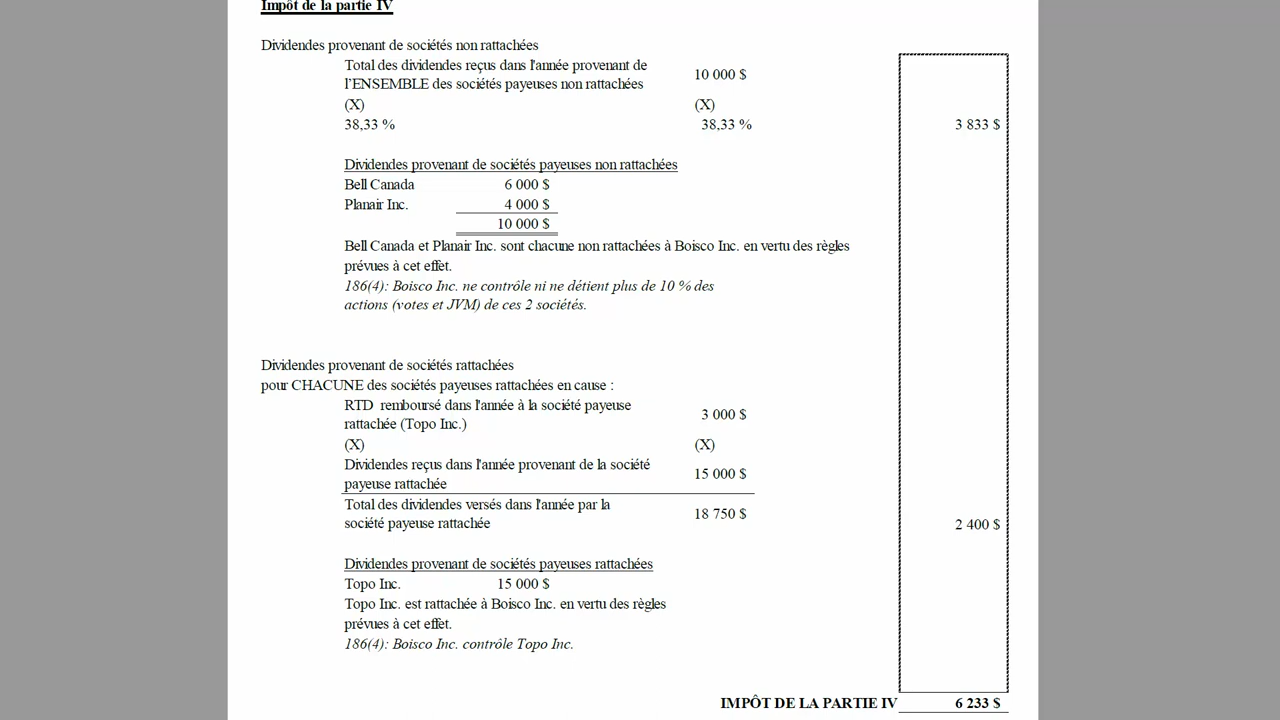 Impôt de la partie IV
Dividendes provenant de sociétés non rattachées
Total des dividendes reçus dans l'année provenant de
l'ENSEMBLE des sociétés payeuses non rattachées
10 000 $
(X) (X)
38,33 % 38,33 % 3 833 $
Dividendes provenant de sociétés payeuses non rattachées
Bell Canada 6 000 $
Planair Inc. 4 000 $
10 000 $
Bell Canada et Planair Inc. sont chacune non rattachées à Boisco Inc. en vertu des règles
prévues à cet effet.
186(4): Boisco Inc. ne contrôle ni ne détient plus de 10 % des
actions (votes et JVM) de ces 2 sociétés.
Dividendes provenant de sociétés rattachées
pour CHACUNE des sociétés payeuses rattachées en cause :
RTD remboursé dans l'année à la société payeuse
rattachée (Topo Inc.)
3 000 $
(X) (X)
Dividendes reçus dans l'année provenant de la société
payeuse rattachée
15 000 $
Total des dividendes versés dans l'année par la
société payeuse rattachée
18 750 $
2 400 $
Dividendes provenant de sociétés payeuses rattachées
Topo Inc. 15 000 $
Topo Inc. est rattachée à Boisco Inc. en vertu des règles
prévues à cet effet.
186(4): Boisco Inc. contrôle Topo Inc.
IMPÔT DE LA PARTIE IV 6 233 $